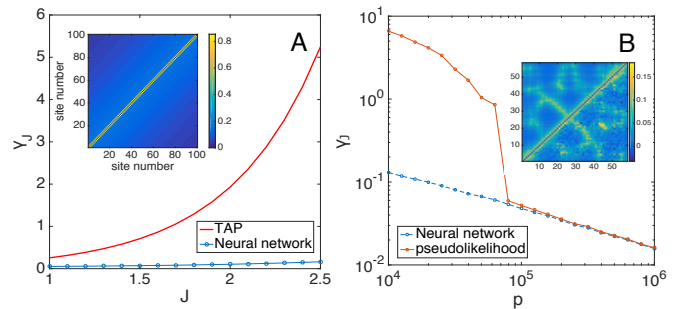 A
6
5
4
3
2
1
0
γJ
1
1.5
2
2.5
J
100
80
60
40
20
site number
20 40 60 80 100
site number
0.8
0.6
0.4
0.2
0
TAP
Neural network
B
10^1
10^0
10^-1
10^-2
γJ
10^4
10^5
10^6
p
50
40
30
20
10
10 20 30 40 50
0.15
0.1
0.05
0
Neural network
pseudolikelihood